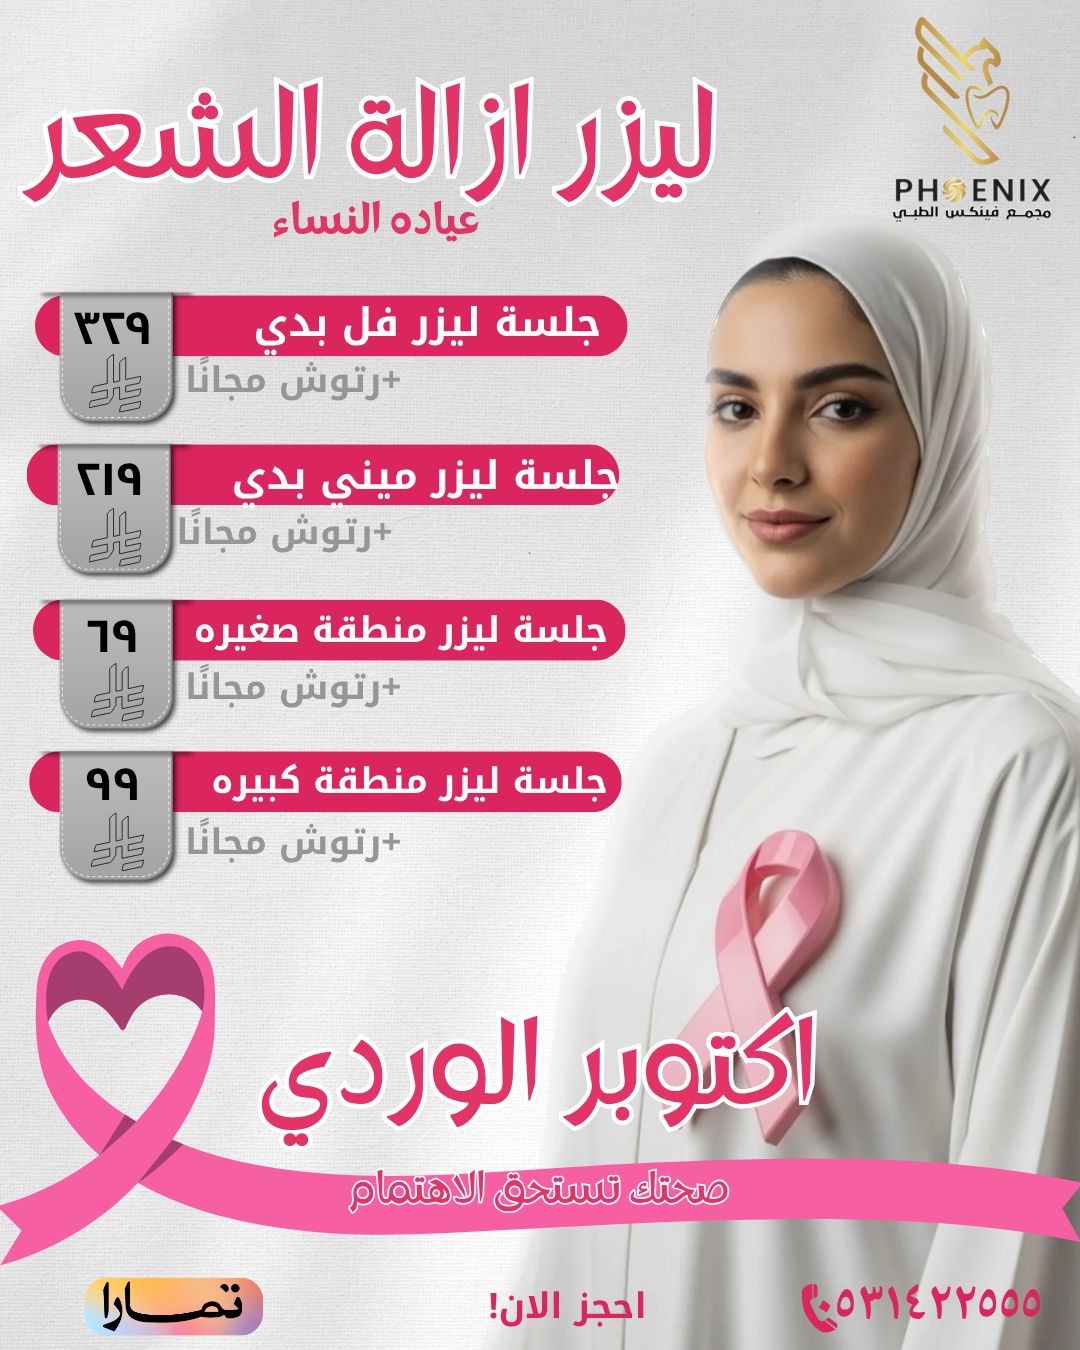 PHOENIX
مجمع فينكس الطبي
ليزر ازالة الشعر
عياده النساء
جلسة ليزر فل بدي
٣٢٩
+رتوش مجانًا
جلسة ليزر ميني بدي
٢١٩
+رتوش مجانًا
جلسة ليزر منطقة صغيره
٦٩
+رتوش مجانًا
جلسة ليزر منطقة كبيره
٩٩
+رتوش مجانًا
اكتوبر الوردي
صحتك تستحق الاهتمام
٠٥٣١٤٢٢٥٥٥
احجز الان!
تمارا